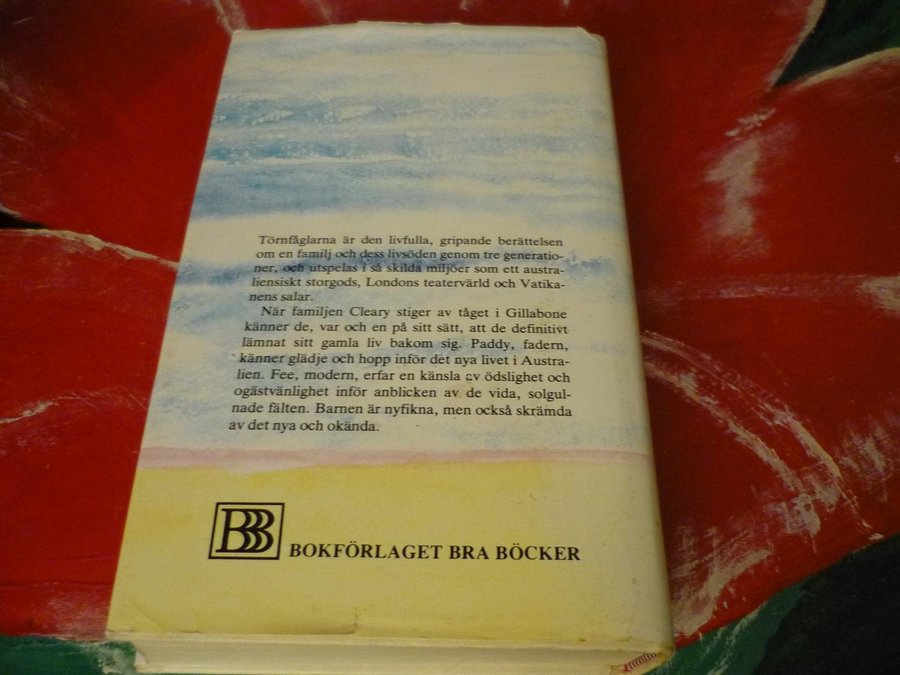 Törnfåglarna är den livfulla, gripande berättelsen
om en familj och dess livsöden genom tre generatio-
ner, och utspelas i så skilda miljöer som ett austra-
liensiskt storgods, Londons teatervärld och Vatika-
nens salar.
När familjen Cleary stiger av tåget i Gillabone
känner de, var och en på sitt sätt, att de definitivt
lämnat sitt gamla liv bakom sig. Paddy, fadern,
känner glädje och hopp inför det nya livet i Austra-
lien. Fee, modern, erfar en känsla av ödslighet och
ogästvänlighet inför anblicken av de vida, solgul-
nade fälten. Barnen är nyfikna, men också skrämda
av det nya och okända.
BBB BOKFÖRLAGET BRA BÖCKER